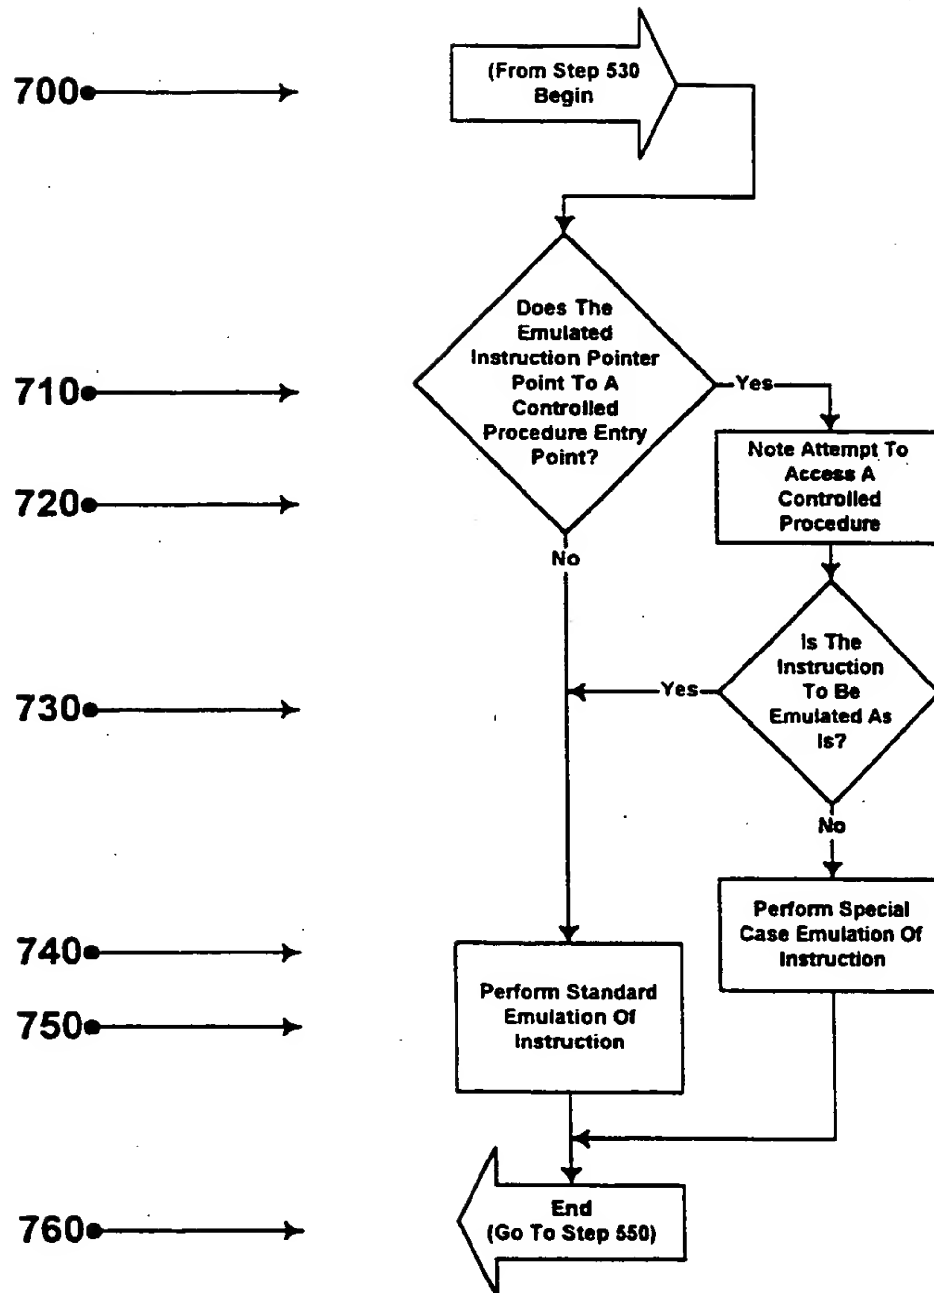 700
(From Step 530
Begin
Does The
Emulated
Instruction Pointer
Point To A
Controlled
Procedure Entry
Point?
710
Yes
Note Attempt To
Access A
Controlled
Procedure
720
No
Is The
Instruction
To Be
Emulated As
Is?
Yes
730
No
Perform Special
Case Emulation Of
Instruction
740
Perform Standard
Emulation Of
Instruction
750
End
(Go To Step 550)
760